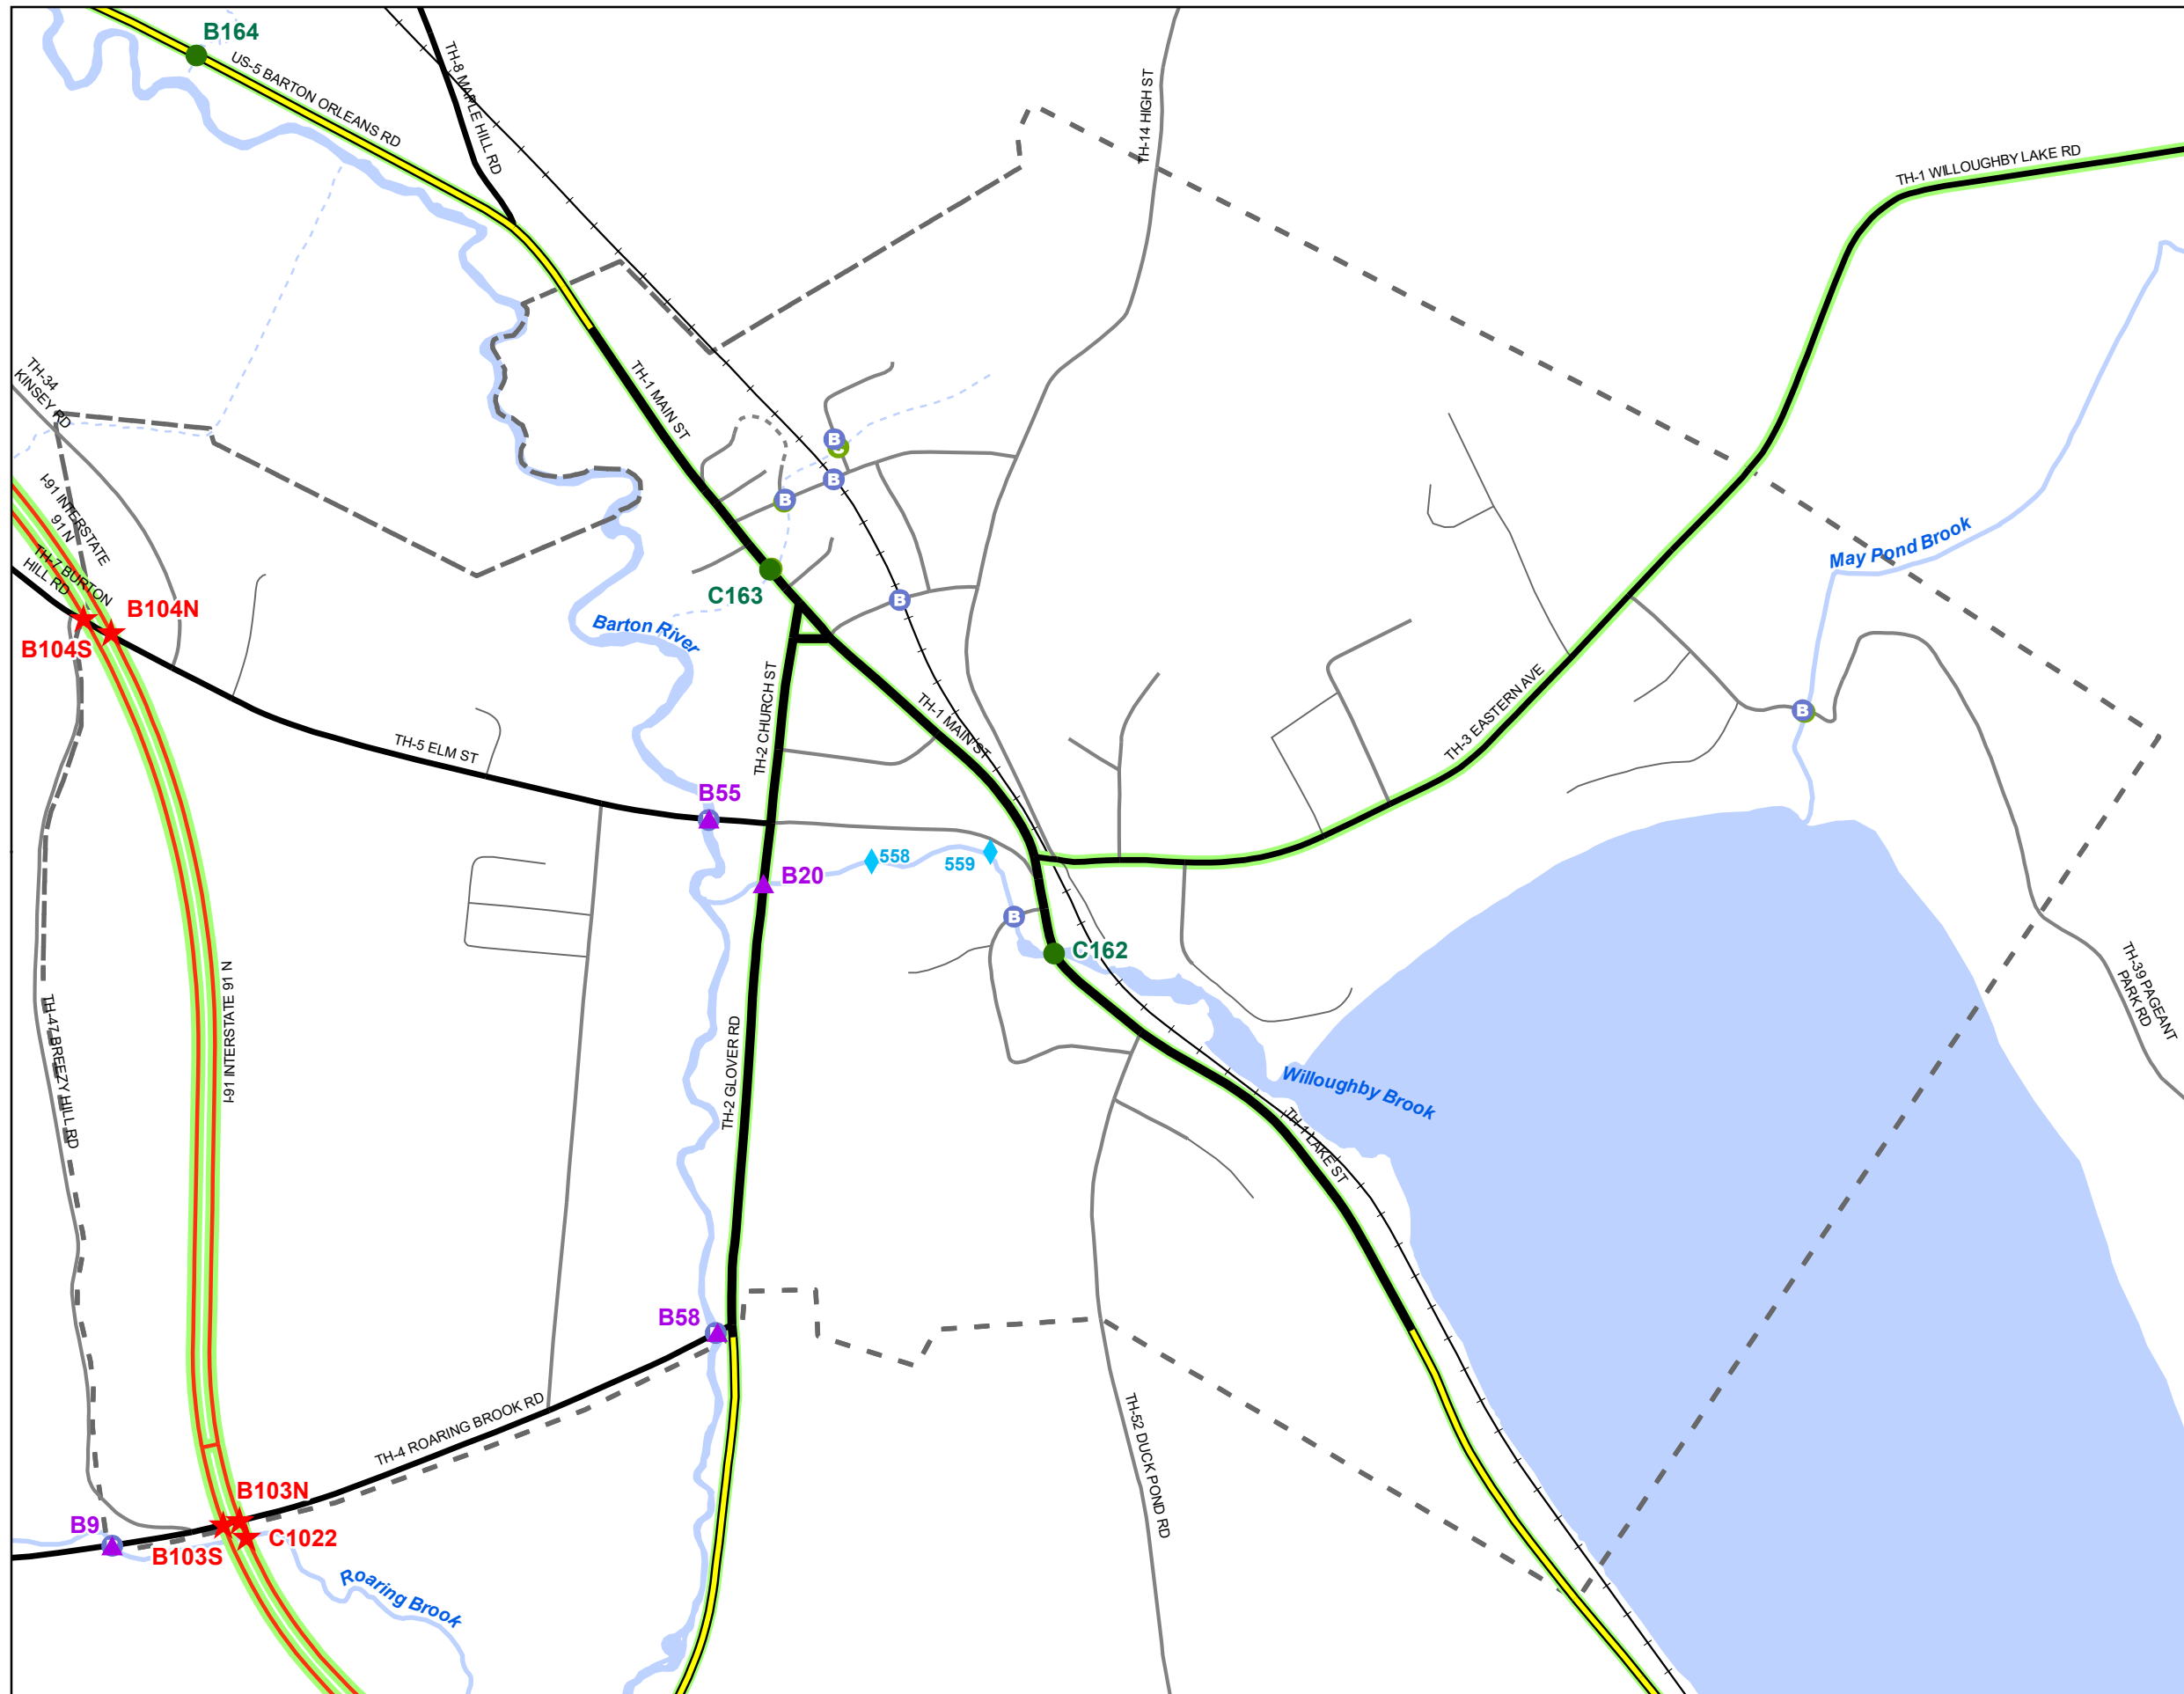 B164
US-5 BARTON ORLEANS RD
TH-8 MAPLE HILL RD
TH-14 HIGH ST
TH-1 WILLOUGHBY LAKE RD
TH-34
KINSEY RD
TH-1 MAIN ST
B
B
B
I-91 INTERSTATE
91 N
TH-7 BURTON
HILL RD
May Pond Brook
C163
B
B104N
B104S
Barton River
TH-2 CHURCH ST
TH-1 MAIN ST
TH-3 EASTERN AVE
B
TH-5 ELM ST
B55
558
559
B20
B
C162
TH-39 PAGEANT
PARK RD
I-91 INTERSTATE 91 N
TH-47 BREEZY HILL RD
TH-2 GLOVER RD
Willoughby Brook
TH-1 LAKE ST
B58
TH-4 ROARING BROOK RD
TH-52 DUCK POND RD
B103N
B9
B103S
C1022
Roaring Brook